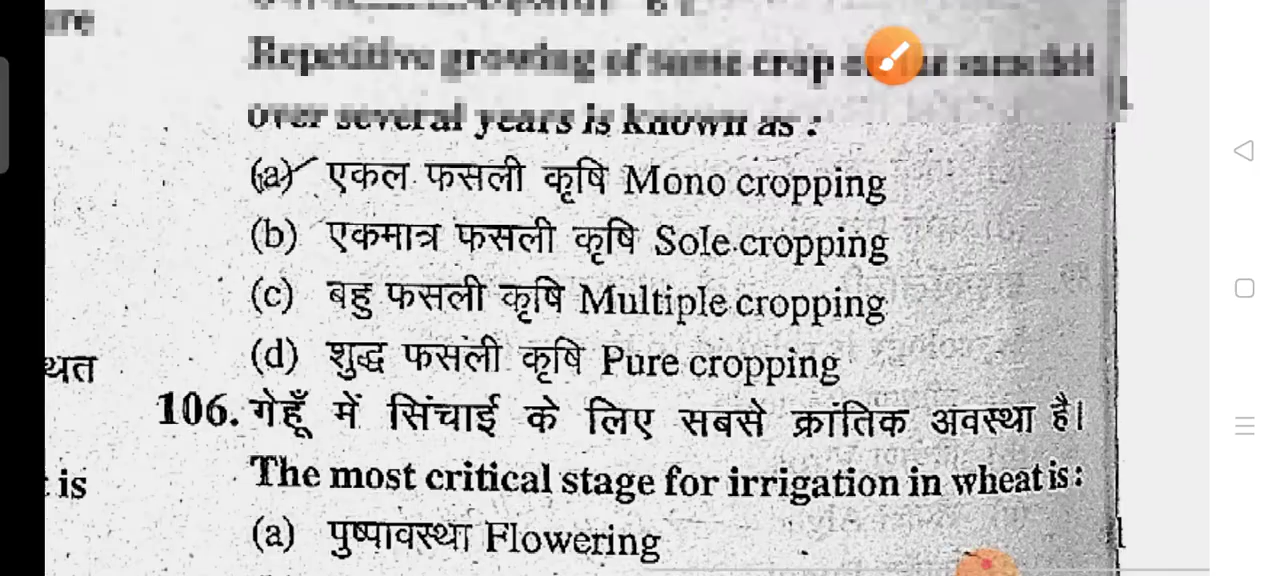 Repetitive growing of same crop
over several years is known as :
(a) एकल फसली कृषि Mono cropping
(b) एकमात्र फसली कृषि Sole cropping
(c) बहु फसली कृषि Multiple cropping
(d) शुद्ध फसली कृषि Pure cropping
थत
106. गेहूँ में सिंचाई के लिए सबसे क्रांतिक अवस्था है।
is
The most critical stage for irrigation in wheat is:
(a) पुष्पावस्था Flowering